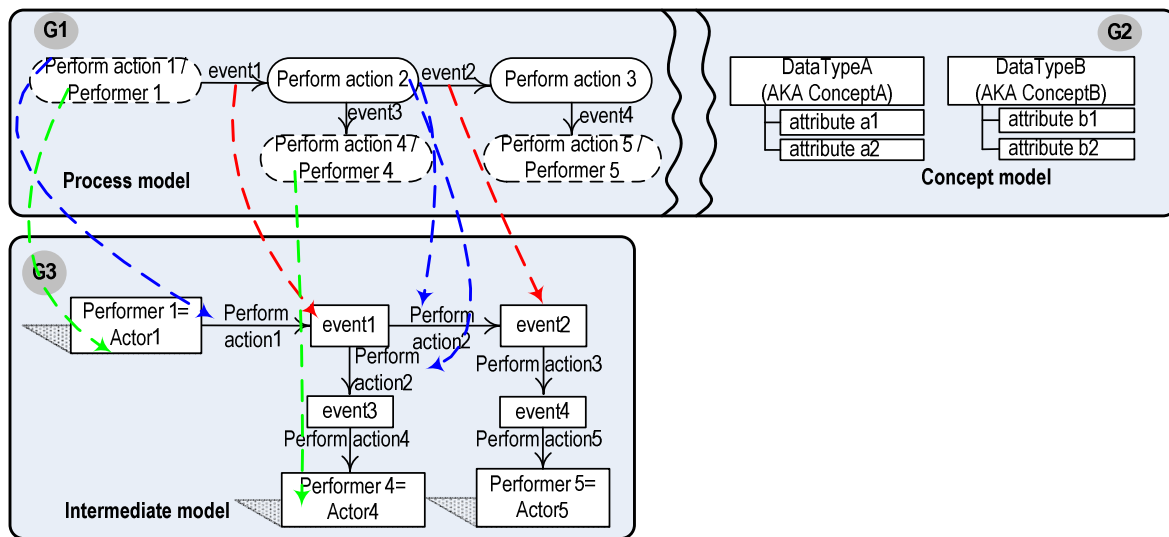 G1
G2
Perform action 1 /
Performer 1
event1
Perform action 2
event2
Perform action 3
event3
event4
Perform action 4 /
Performer 4
Perform action 5 /
Performer 5
Process model
DataTypeA
(AKA ConceptA)
attribute a1
attribute a2
DataTypeB
(AKA ConceptB)
attribute b1
attribute b2
Concept model
G3
Performer 1=
Actor1
Perform
action1
event1
Perform
action2
event2
Perform
action2
Perform action3
event3
event4
Perform action4
Perform action5
Performer 4=
Actor4
Performer 5=
Actor5
Intermediate model